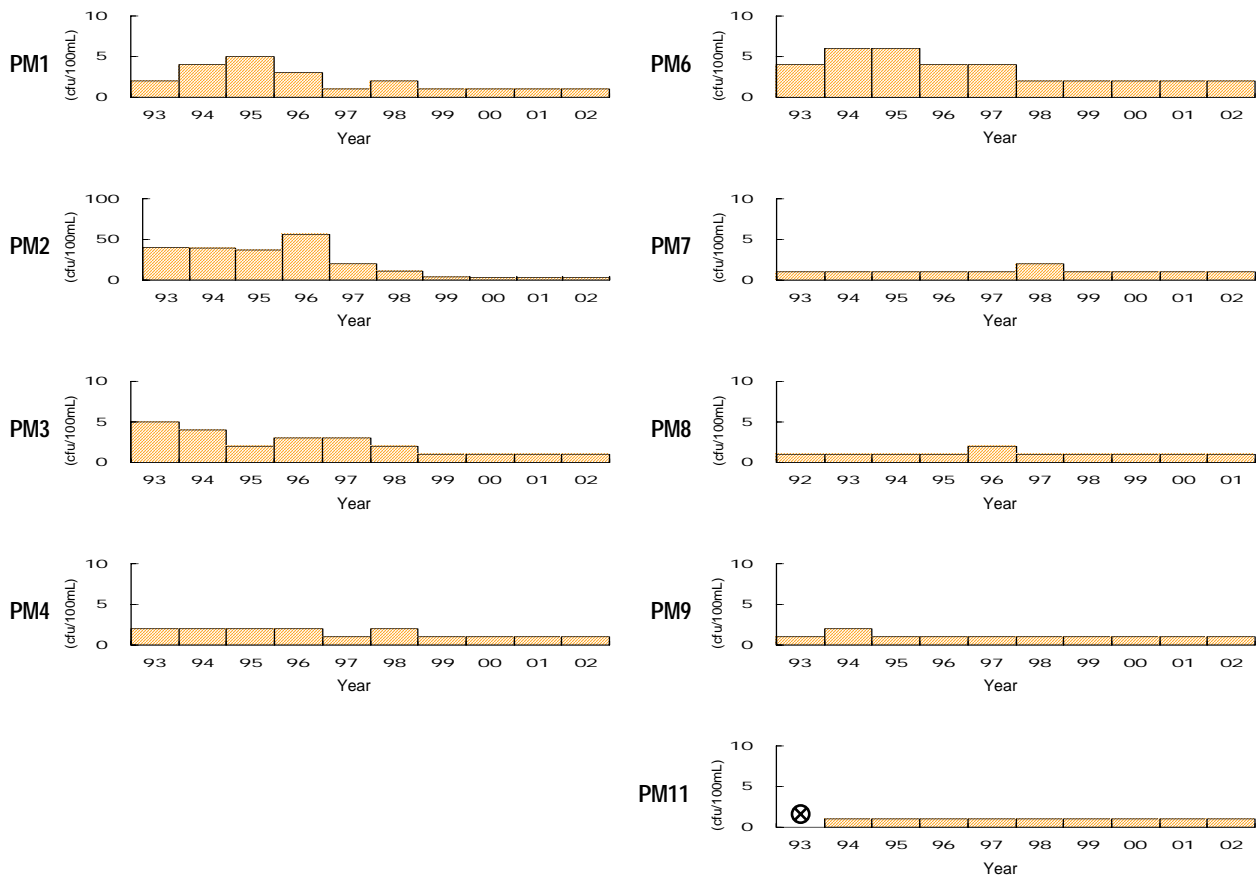 PM1
(cfu/100mL)
10
5
0
93 94 95 96 97 98 99 00 01 02
Year
PM2
(cfu/100mL)
100
50
0
93 94 95 96 97 98 99 00 01 02
Year
PM3
(cfu/100mL)
10
5
0
93 94 95 96 97 98 99 00 01 02
Year
PM4
(cfu/100mL)
10
5
0
93 94 95 96 97 98 99 00 01 02
Year
PM6
(cfu/100mL)
10
5
0
93 94 95 96 97 98 99 00 01 02
Year
PM7
(cfu/100mL)
10
5
0
93 94 95 96 97 98 99 00 01 02
Year
PM8
(cfu/100mL)
10
5
0
92 93 94 95 96 97 98 99 00 01
Year
PM9
(cfu/100mL)
10
5
0
93 94 95 96 97 98 99 00 01 02
Year
PM11
(cfu/100mL)
10
5
0
93 94 95 96 97 98 99 00 01 02
Year